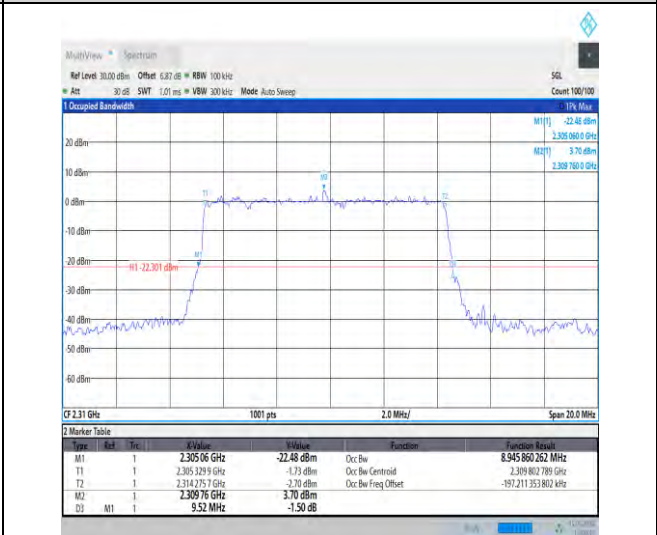 MultiView Spectrum
Ref Level 30.00 dBm Offset 6.87 dB RBW 100 kHz SGL
Att 30 dB SWT 1.01 ms VBW 300 kHz Mode Auto Sweep Count 100/100
1 Occupied Bandwidth 1Pk Max
M1[1] -22.48 dBm
2.305 060 0 GHz
20 dBm M2[1] 3.70 dBm
2.309 760 0 GHz
10 dBm
M2
T1 T2
0 dBm
-10 dBm
M1
-20 dBm
D3
H1 -22.301 dBm
-30 dBm
-40 dBm
-50 dBm
-60 dBm
CF 2.31 GHz 1001 pts 2.0 MHz/ Span 20.0 MHz
2 Marker Table
Type Ref Trc X-Value Y-Value Function Function Result
M1 1 2.305 06 GHz -22.48 dBm Occ Bw 8.945 860 262 MHz
T1 1 2.305 329 9 GHz -1.73 dBm Occ Bw Centroid 2.309 802 789 GHz
T2 1 2.314 275 7 GHz -2.70 dBm Occ Bw Freq Offset -197.211 353 802 kHz
M2 1 2.309 76 GHz 3.70 dBm
D3 M1 1 9.52 MHz -1.50 dB